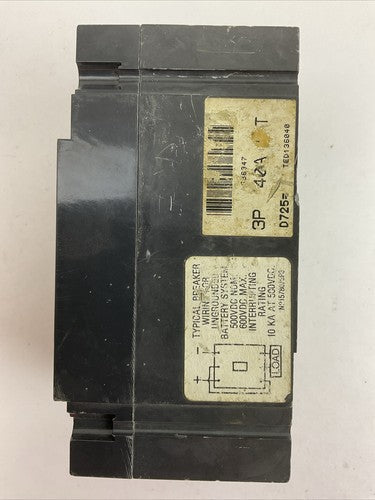 TED136040
3P 40A T
D725=
TYPICAL BREAKER
WIRING FOR
UNGROUNDED
BATTERY SYSTEM
500VDC NOM.
600VDC MAX.
INTERRUPTING
RATING
10 KA AT 500VDC.
+
-
LOAD